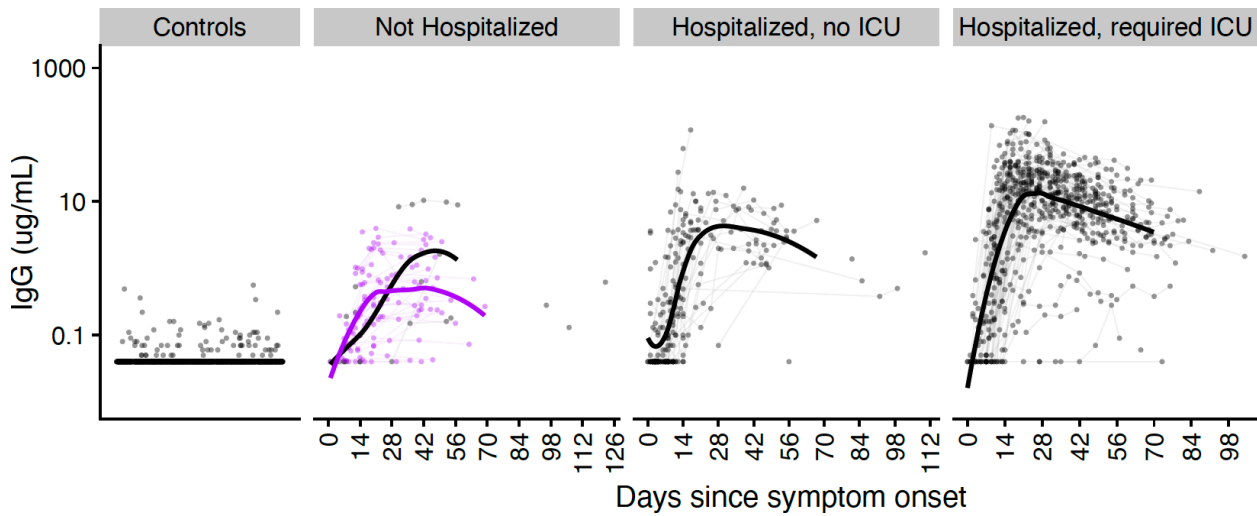 Controls
Not Hospitalized
Hospitalized, no ICU
Hospitalized, required ICU
IgG (ug/mL)
1000
10
0.1
0 14 28 42 56 70 84 98 112 126
0 14 28 42 56 70 84 98 112
0 14 28 42 56 70 84 98
Days since symptom onset